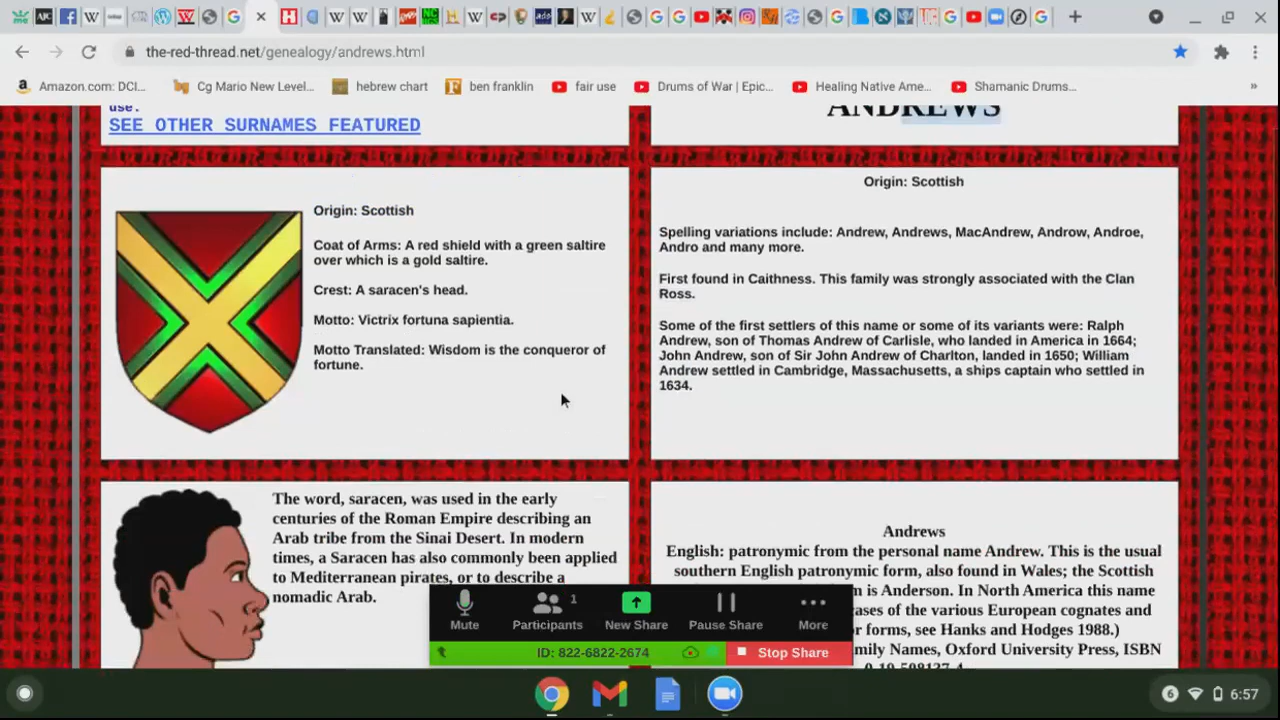 the-red-thread.net/genealogy/andrews.html
Amazon.com: DCI...
Cg Mario New Level...
hebrew chart
ben franklin
fair use
Drums of War | Epic...
Healing Native Ame...
Shamanic Drums...
»
use.
SEE OTHER SURNAMES FEATURED
ANDREWS
Origin: Scottish
Coat of Arms: A red shield with a green saltire
over which is a gold saltire.
Crest: A saracen's head.
Motto: Victrix fortuna sapientia.
Motto Translated: Wisdom is the conqueror of
fortune.
Origin: Scottish
Spelling variations include: Andrew, Andrews, MacAndrew, Androw, Androe,
Andro and many more.
First found in Caithness. This family was strongly associated with the Clan
Ross.
Some of the first settlers of this name or some of its variants were: Ralph
Andrew, son of Thomas Andrew of Carlisle, who landed in America in 1664;
John Andrew, son of Sir John Andrew of Charlton, landed in 1650; William
Andrew settled in Cambridge, Massachusetts, a ships captain who settled in
1634.
The word, saracen, was used in the early
centuries of the Roman Empire describing an
Arab tribe from the Sinai Desert. In modern
times, a Saracen has also commonly been applied
to Mediterranean pirates, or to describe a
nomadic Arab.
Andrews
English: patronymic from the personal name Andrew. This is the usual
southern English patronymic form, also found in Wales; the Scottish
m is Anderson. In North America this name
ases of the various European cognates and
r forms, see Hanks and Hodges 1988.)
mily Names, Oxford University Press, ISBN
0-19-508137-4
1
Mute
Participants
New Share
Pause Share
More
ID: 822-6822-2674
Stop Share
6
6:57